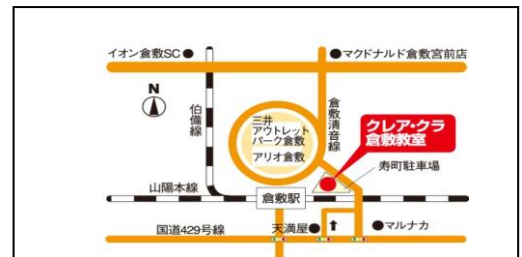 イオン倉敷SC
マクドナルド倉敷宮前店
N
伯備線
倉敷清音線
三井
アウトレット
パーク倉敷
アリオ倉敷
クレア・クラ
倉敷教室
寿町駐車場
山陽本線
倉敷駅
国道429号線
天満屋
マルナカ